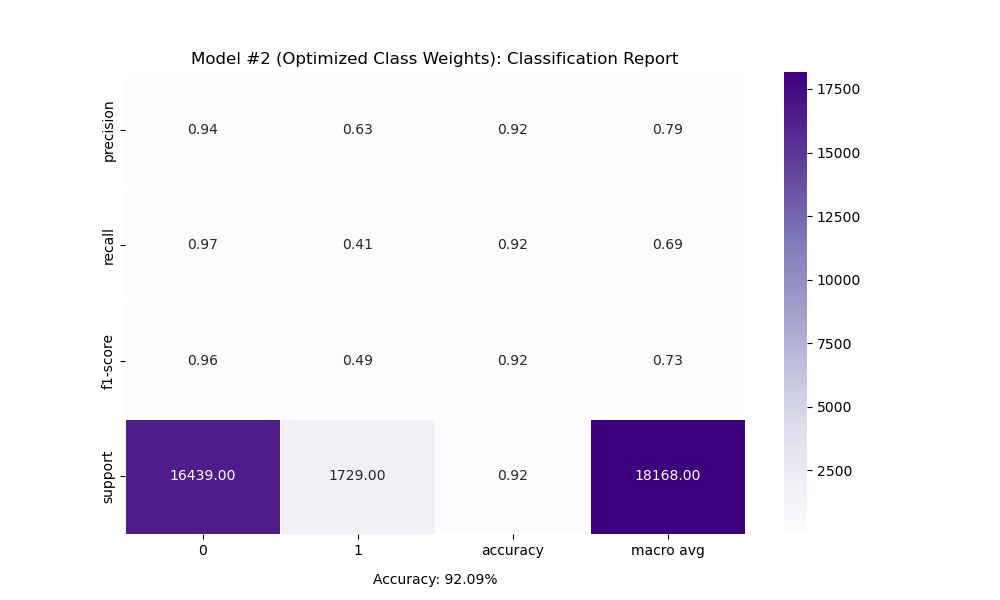 Model #2 (Optimized Class Weights): Classification Report
precision
0.94 0.63 0.92 0.79
recall
0.97 0.41 0.92 0.69
f1-score
0.96 0.49 0.92 0.73
support
16439.00 1729.00 0.92 18168.00
0 1 accuracy macro avg
Accuracy: 92.09%
17500
15000
12500
10000
7500
5000
2500